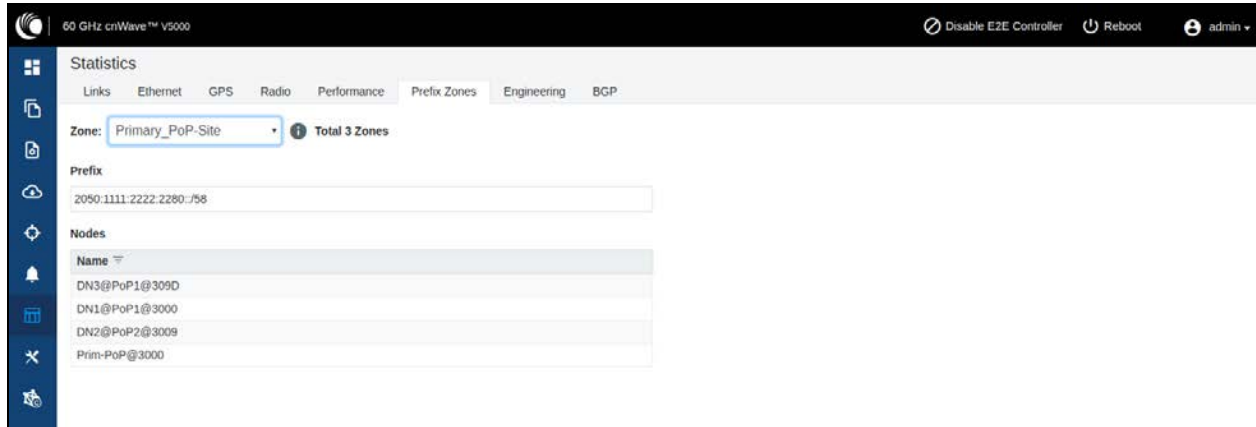 60 GHz cnWave™ V5000 Disable E2E Controller Reboot admin
Statistics
Links Ethernet GPS Radio Performance Prefix Zones Engineering BGP
Zone: Primary_PoP-Site Total 3 Zones
Prefix
2050:1111:2222:2280::/58
Nodes
Name
DN3@PoP1@309D
DN1@PoP1@3000
DN2@PoP2@3009
Prim-PoP@3000